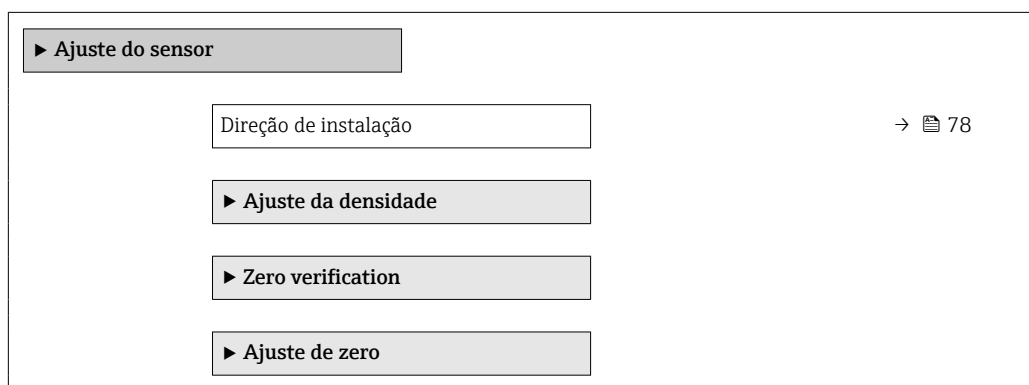 ▶ Ajuste do sensor
Direção de instalação → 78
▶ Ajuste da densidade
▶ Zero verification
▶ Ajuste de zero